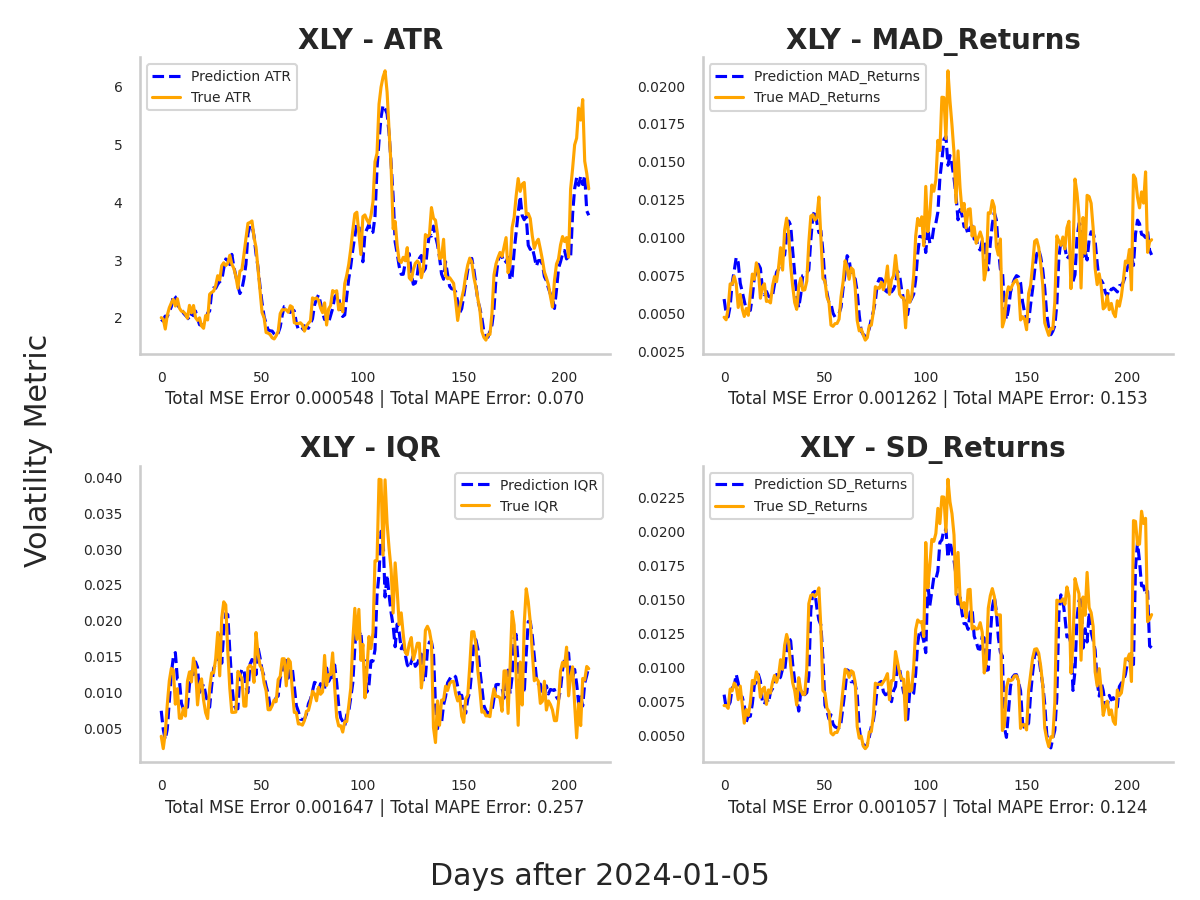 XLY - ATR
Prediction ATR
True ATR
6
5
4
3
2
0 50 100 150 200
Total MSE Error 0.000548 | Total MAPE Error: 0.070
XLY - MAD_Returns
Prediction MAD_Returns
True MAD_Returns
0.0200
0.0175
0.0150
0.0125
0.0100
0.0075
0.0050
0.0025
0 50 100 150 200
Total MSE Error 0.001262 | Total MAPE Error: 0.153
Volatility Metric
XLY - IQR
Prediction IQR
True IQR
0.040
0.035
0.030
0.025
0.020
0.015
0.010
0.005
0 50 100 150 200
Total MSE Error 0.001647 | Total MAPE Error: 0.257
XLY - SD_Returns
Prediction SD_Returns
True SD_Returns
0.0225
0.0200
0.0175
0.0150
0.0125
0.0100
0.0075
0.0050
0 50 100 150 200
Total MSE Error 0.001057 | Total MAPE Error: 0.124
Days after 2024-01-05